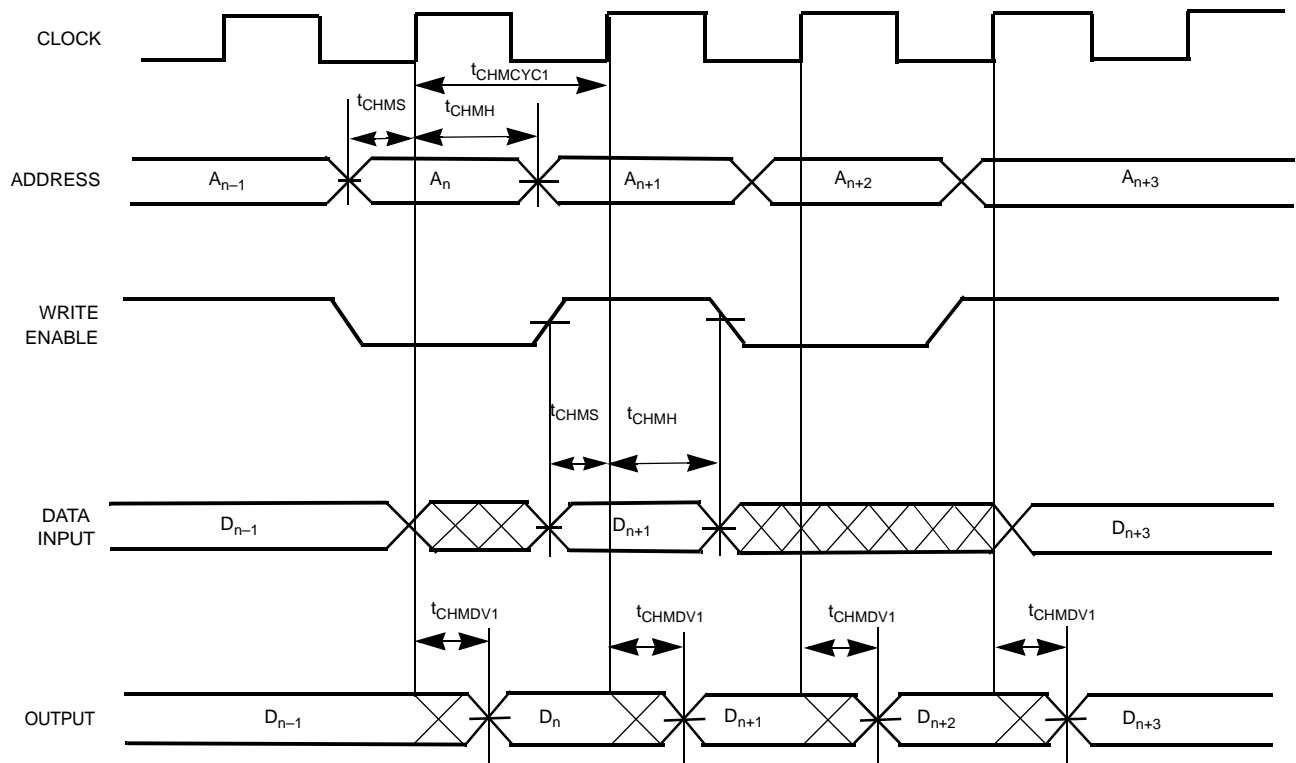 CLOCK
tCHMCYC1
tCHMS
tCHMH
ADDRESS
An–1
An
An+1
An+2
An+3
WRITE
ENABLE
tCHMS
tCHMH
DATA
INPUT
Dn–1
Dn+1
Dn+3
tCHMDV1
tCHMDV1
tCHMDV1
tCHMDV1
OUTPUT
Dn–1
Dn
Dn+1
Dn+2
Dn+3